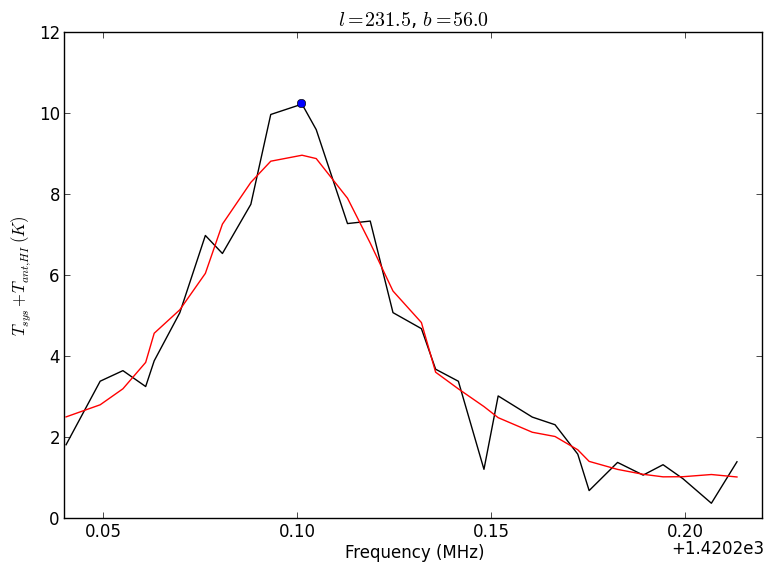 l = 231.5, b = 56.0
12
10
8
6
4
2
0
T_sys + T_ant,HI (K)
0.05 0.10 0.15 0.20
Frequency (MHz)
+1.4202e3